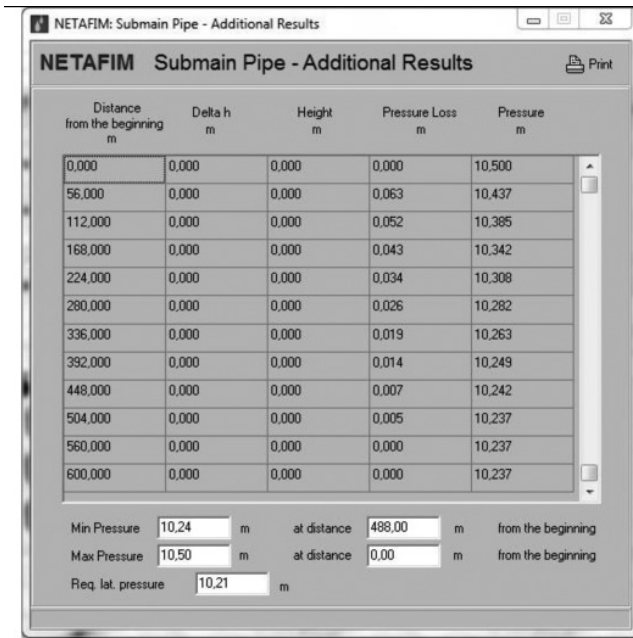 NETAFIM: Submain Pipe - Additional Results
NETAFIM Submain Pipe - Additional Results Print
Distance from the beginning m Delta h m Height m Pressure Loss m Pressure m
0,000 0,000 0,000 0,000 10,500
56,000 0,000 0,000 0,063 10,437
112,000 0,000 0,000 0,052 10,385
168,000 0,000 0,000 0,043 10,342
224,000 0,000 0,000 0,034 10,308
280,000 0,000 0,000 0,026 10,282
336,000 0,000 0,000 0,019 10,263
392,000 0,000 0,000 0,014 10,249
448,000 0,000 0,000 0,007 10,242
504,000 0,000 0,000 0,005 10,237
560,000 0,000 0,000 0,000 10,237
600,000 0,000 0,000 0,000 10,237
Min Pressure 10,24 m at distance 488,00 m from the beginning
Max Pressure 10,50 m at distance 0,00 m from the beginning
Req. lat. pressure 10,21 m